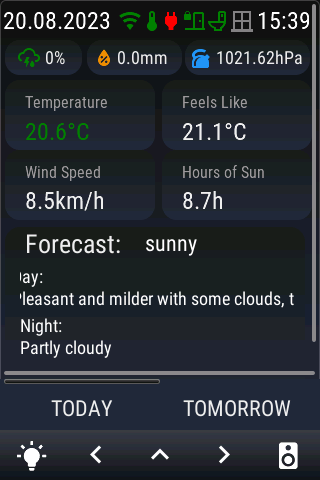 20.08.2023 15:39
0% 0.0mm 1021.62hPa
Temperature Feels Like
20.6°C 21.1°C
Wind Speed Hours of Sun
8.5km/h 8.7h
Forecast: sunny
ay:
leasant and milder with some clouds, t
Night:
Partly cloudy
TODAY TOMORROW